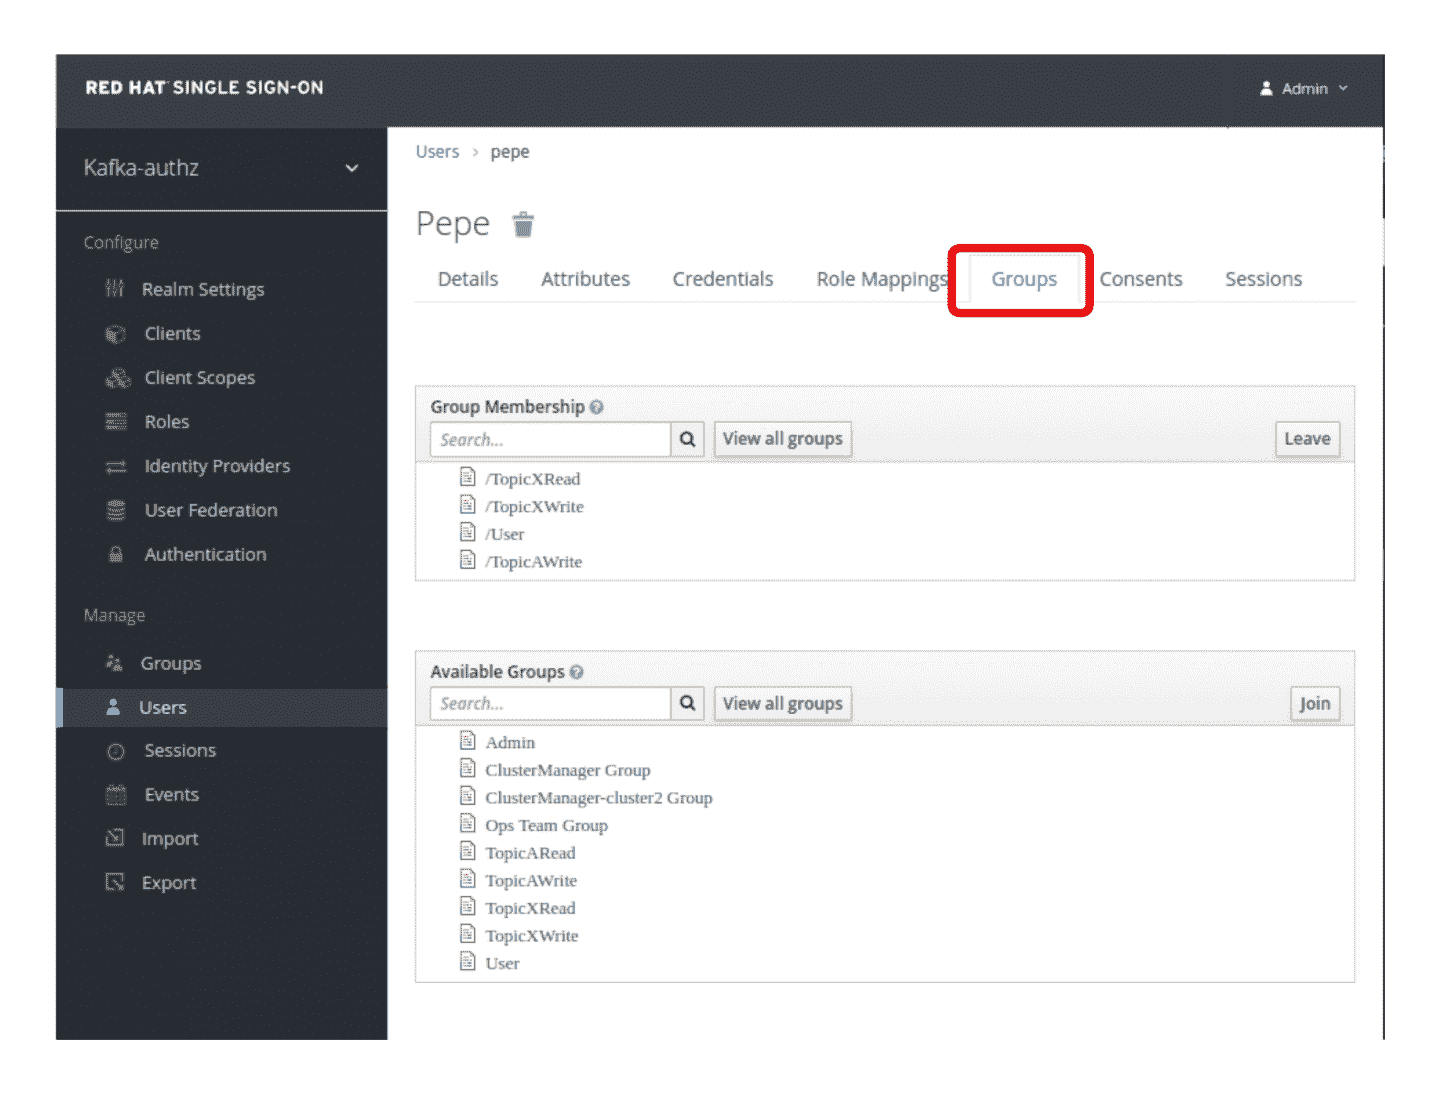 RED HAT SINGLE SIGN-ON
Admin
Kafka-authz
Users > pepe
Pepe
Configure
Realm Settings
Clients
Client Scopes
Roles
Identity Providers
User Federation
Authentication
Manage
Groups
Users
Sessions
Events
Import
Export
Details Attributes Credentials Role Mappings Groups Consents Sessions
Group Membership
Search... View all groups Leave
/TopicXRead
/TopicXWrite
/User
/TopicAWrite
Available Groups
Search... View all groups Join
Admin
ClusterManager Group
ClusterManager-cluster2 Group
Ops Team Group
TopicARead
TopicAWrite
TopicXRead
TopicXWrite
User